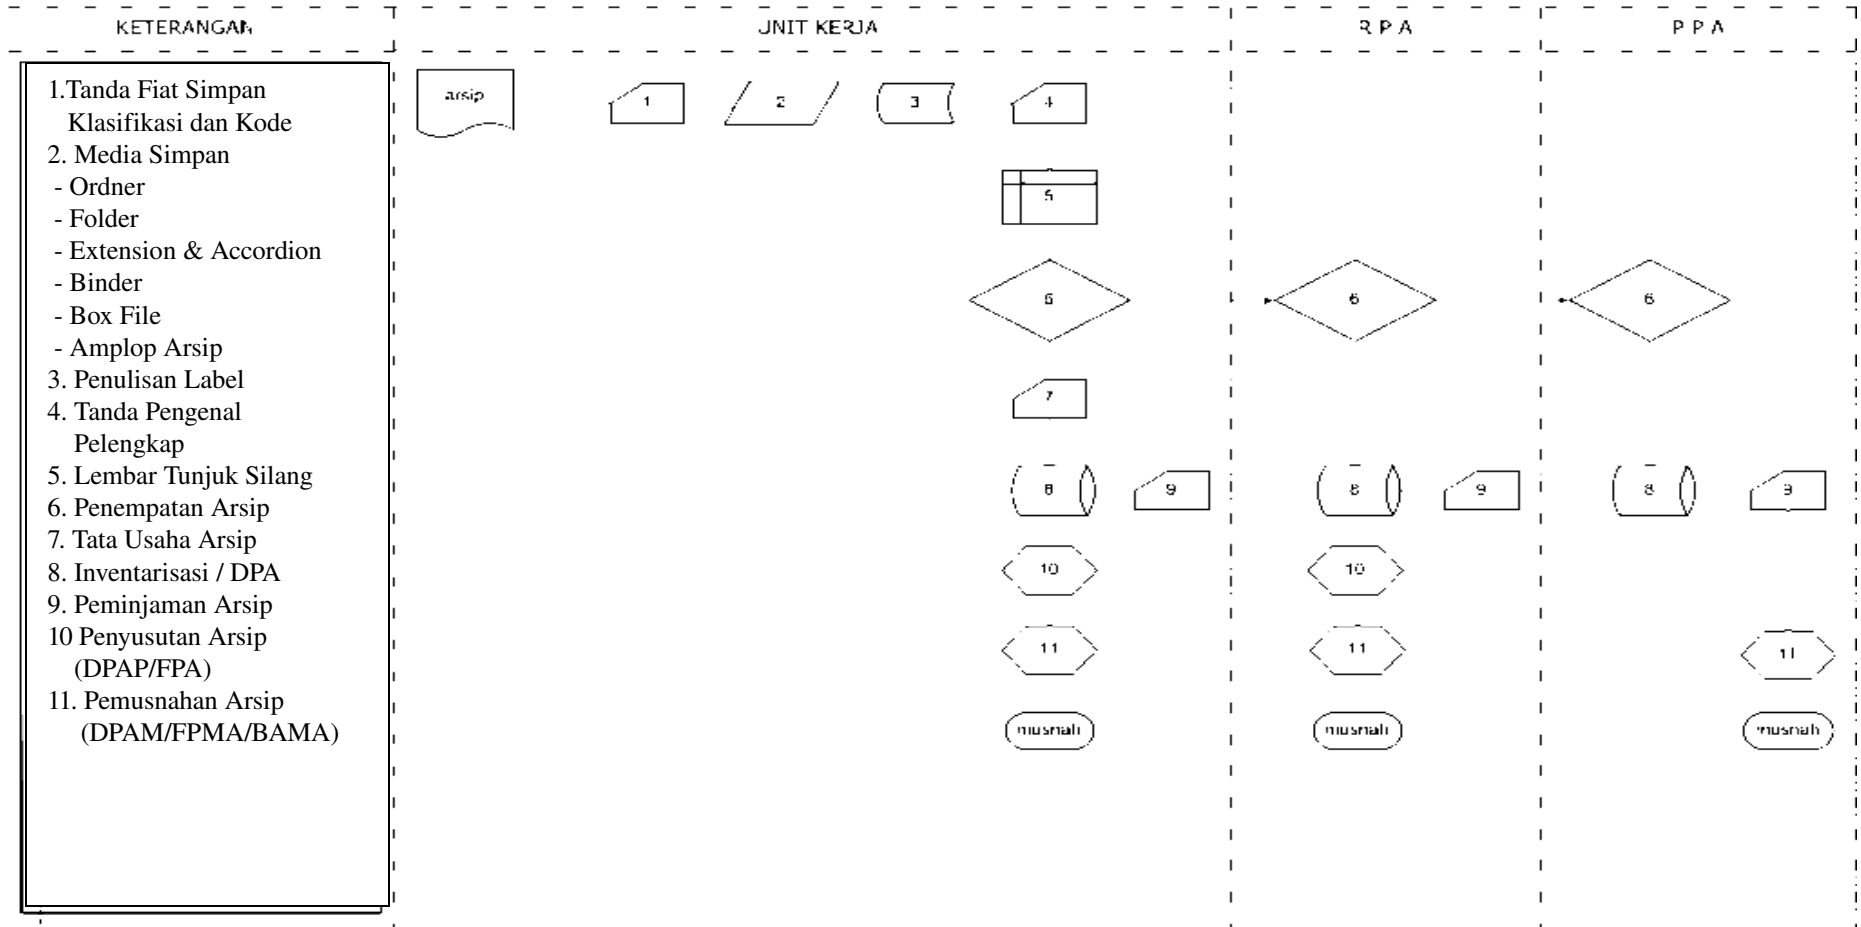 KETERANGAN
UNIT KERJA
R P A
P P A
1.Tanda Fiat Simpan
Klasifikasi dan Kode
2. Media Simpan
- Ordner
- Folder
- Extension & Accordion
- Binder
- Box File
- Amplop Arsip
3. Penulisan Label
4. Tanda Pengenal
Pelengkap
5. Lembar Tunjuk Silang
6. Penempatan Arsip
7. Tata Usaha Arsip
8. Inventarisasi / DPA
9. Peminjaman Arsip
10 Penyusutan Arsip
(DPAP/FPA)
11. Pemusnahan Arsip
(DPAM/FPMA/BAMA)
arsip
1
2
3
4
5
6
6
6
7
8
9
8
9
8
9
10
10
11
11
11
musnah
musnah
musnah